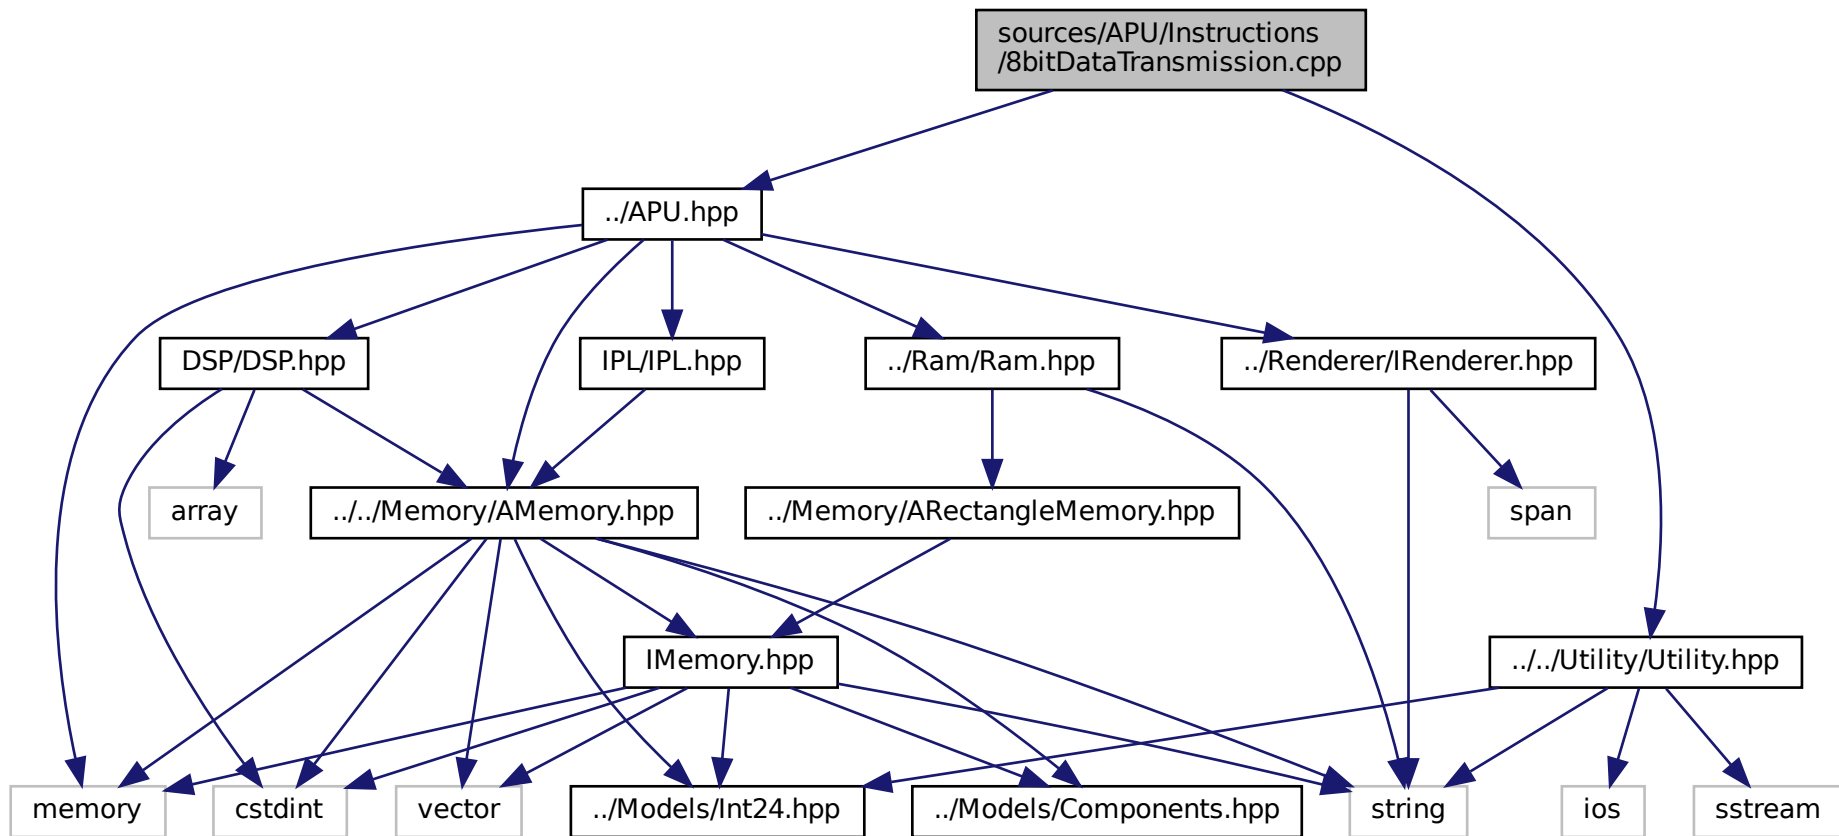 sources/APU/Instructions
/8bitDataTransmission.cpp
../APU.hpp
DSP/DSP.hpp
IPL/IPL.hpp
../Ram/Ram.hpp
../Renderer/IRenderer.hpp
array
../../Memory/AMemory.hpp
../Memory/ARectangleMemory.hpp
span
IMemory.hpp
../../Utility/Utility.hpp
memory
cstdint
vector
../Models/Int24.hpp
../Models/Components.hpp
string
ios
sstream